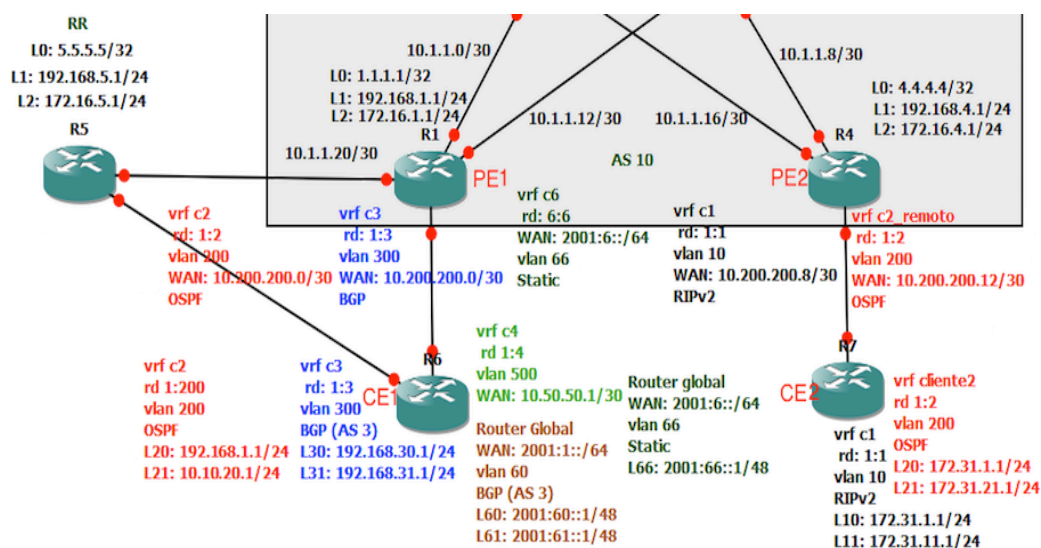 RR
L0: 5.5.5.5/32
L1: 192.168.5.1/24
L2: 172.16.5.1/24
R5
10.1.1.0/30
L0: 1.1.1.1/32
L1: 192.168.1.1/24
L2: 172.16.1.1/24
R1
10.1.1.20/30
PE1
10.1.1.12/30
10.1.1.16/30
AS 10
10.1.1.8/30
L0: 4.4.4.4/32
L1: 192.168.4.1/24
L2: 172.16.4.1/24
R4
PE2
vrf c2
rd: 1:2
vlan 200
WAN: 10.200.200.0/30
OSPF
vrf c3
rd: 1:3
vlan 300
WAN: 10.200.200.0/30
BGP
vrf c6
rd: 6:6
WAN: 2001:6::/64
vlan 66
Static
vrf c1
rd: 1:1
vlan 10
WAN: 10.200.200.8/30
RIPv2
vrf c2_remoto
rd: 1:2
vlan 200
WAN: 10.200.200.12/30
OSPF
vrf c2
rd 1:200
vlan 200
OSPF
L20: 192.168.1.1/24
L21: 10.10.20.1/24
vrf c3
rd: 1:3
vlan 300
BGP (AS 3)
L30: 192.168.30.1/24
L31: 192.168.31.1/24
R6
CE1
vrf c4
rd 1:4
vlan 500
WAN: 10.50.50.1/30
Router Global
WAN: 2001:1::/64
vlan 60
BGP (AS 3)
L60: 2001:60::1/48
L61: 2001:61::1/48
Router global
WAN: 2001:6::/64
vlan 66
Static
L66: 2001:66::1/48
R7
CE2
vrf c1
rd: 1:1
vlan 10
RIPv2
L10: 172.31.1.1/24
L11: 172.31.11.1/24
vrf cliente2
rd 1:2
vlan 200
OSPF
L20: 172.31.1.1/24
L21: 172.31.21.1/24